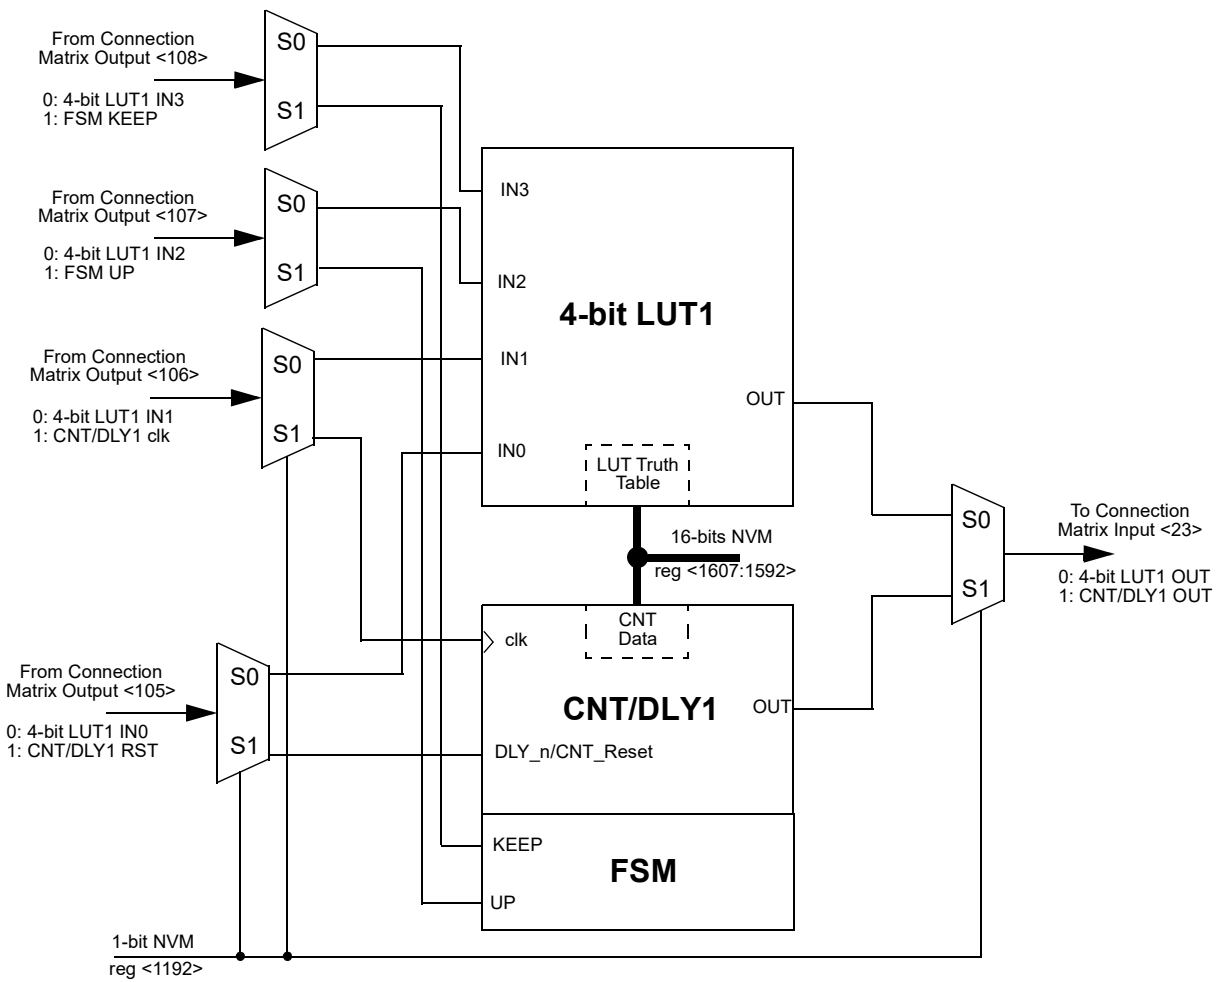 From Connection
Matrix Output <108>
0: 4-bit LUT1 IN3
1: FSM KEEP
S0
S1
From Connection
Matrix Output <107>
0: 4-bit LUT1 IN2
1: FSM UP
S0
S1
From Connection
Matrix Output <106>
0: 4-bit LUT1 IN1
1: CNT/DLY1 clk
S0
S1
IN3
IN2
IN1
IN0
4-bit LUT1
OUT
LUT Truth
Table
16-bits NVM
reg <1607:1592>
S0
S1
To Connection
Matrix Input <23>
0: 4-bit LUT1 OUT
1: CNT/DLY1 OUT
From Connection
Matrix Output <105>
0: 4-bit LUT1 IN0
1: CNT/DLY1 RST
S0
S1
CNT
Data
clk
CNT/DLY1
OUT
DLY_n/CNT_Reset
KEEP
FSM
UP
1-bit NVM
reg <1192>